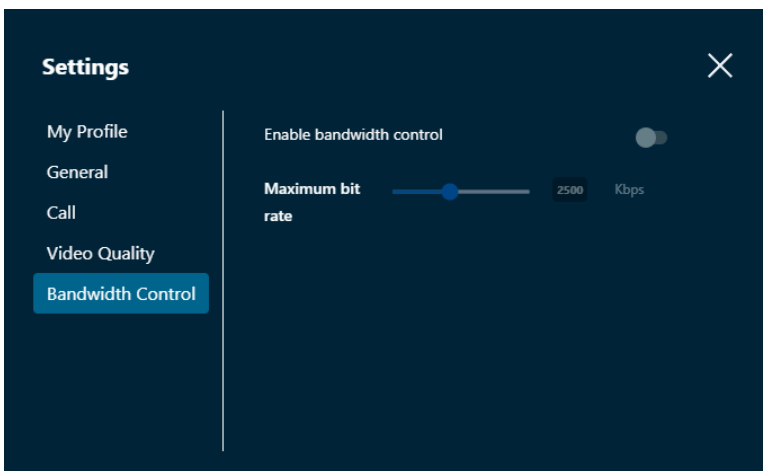 Settings
My Profile
General
Call
Video Quality
Bandwidth Control
Enable bandwidth control
Maximum bit
rate
2500
Kbps